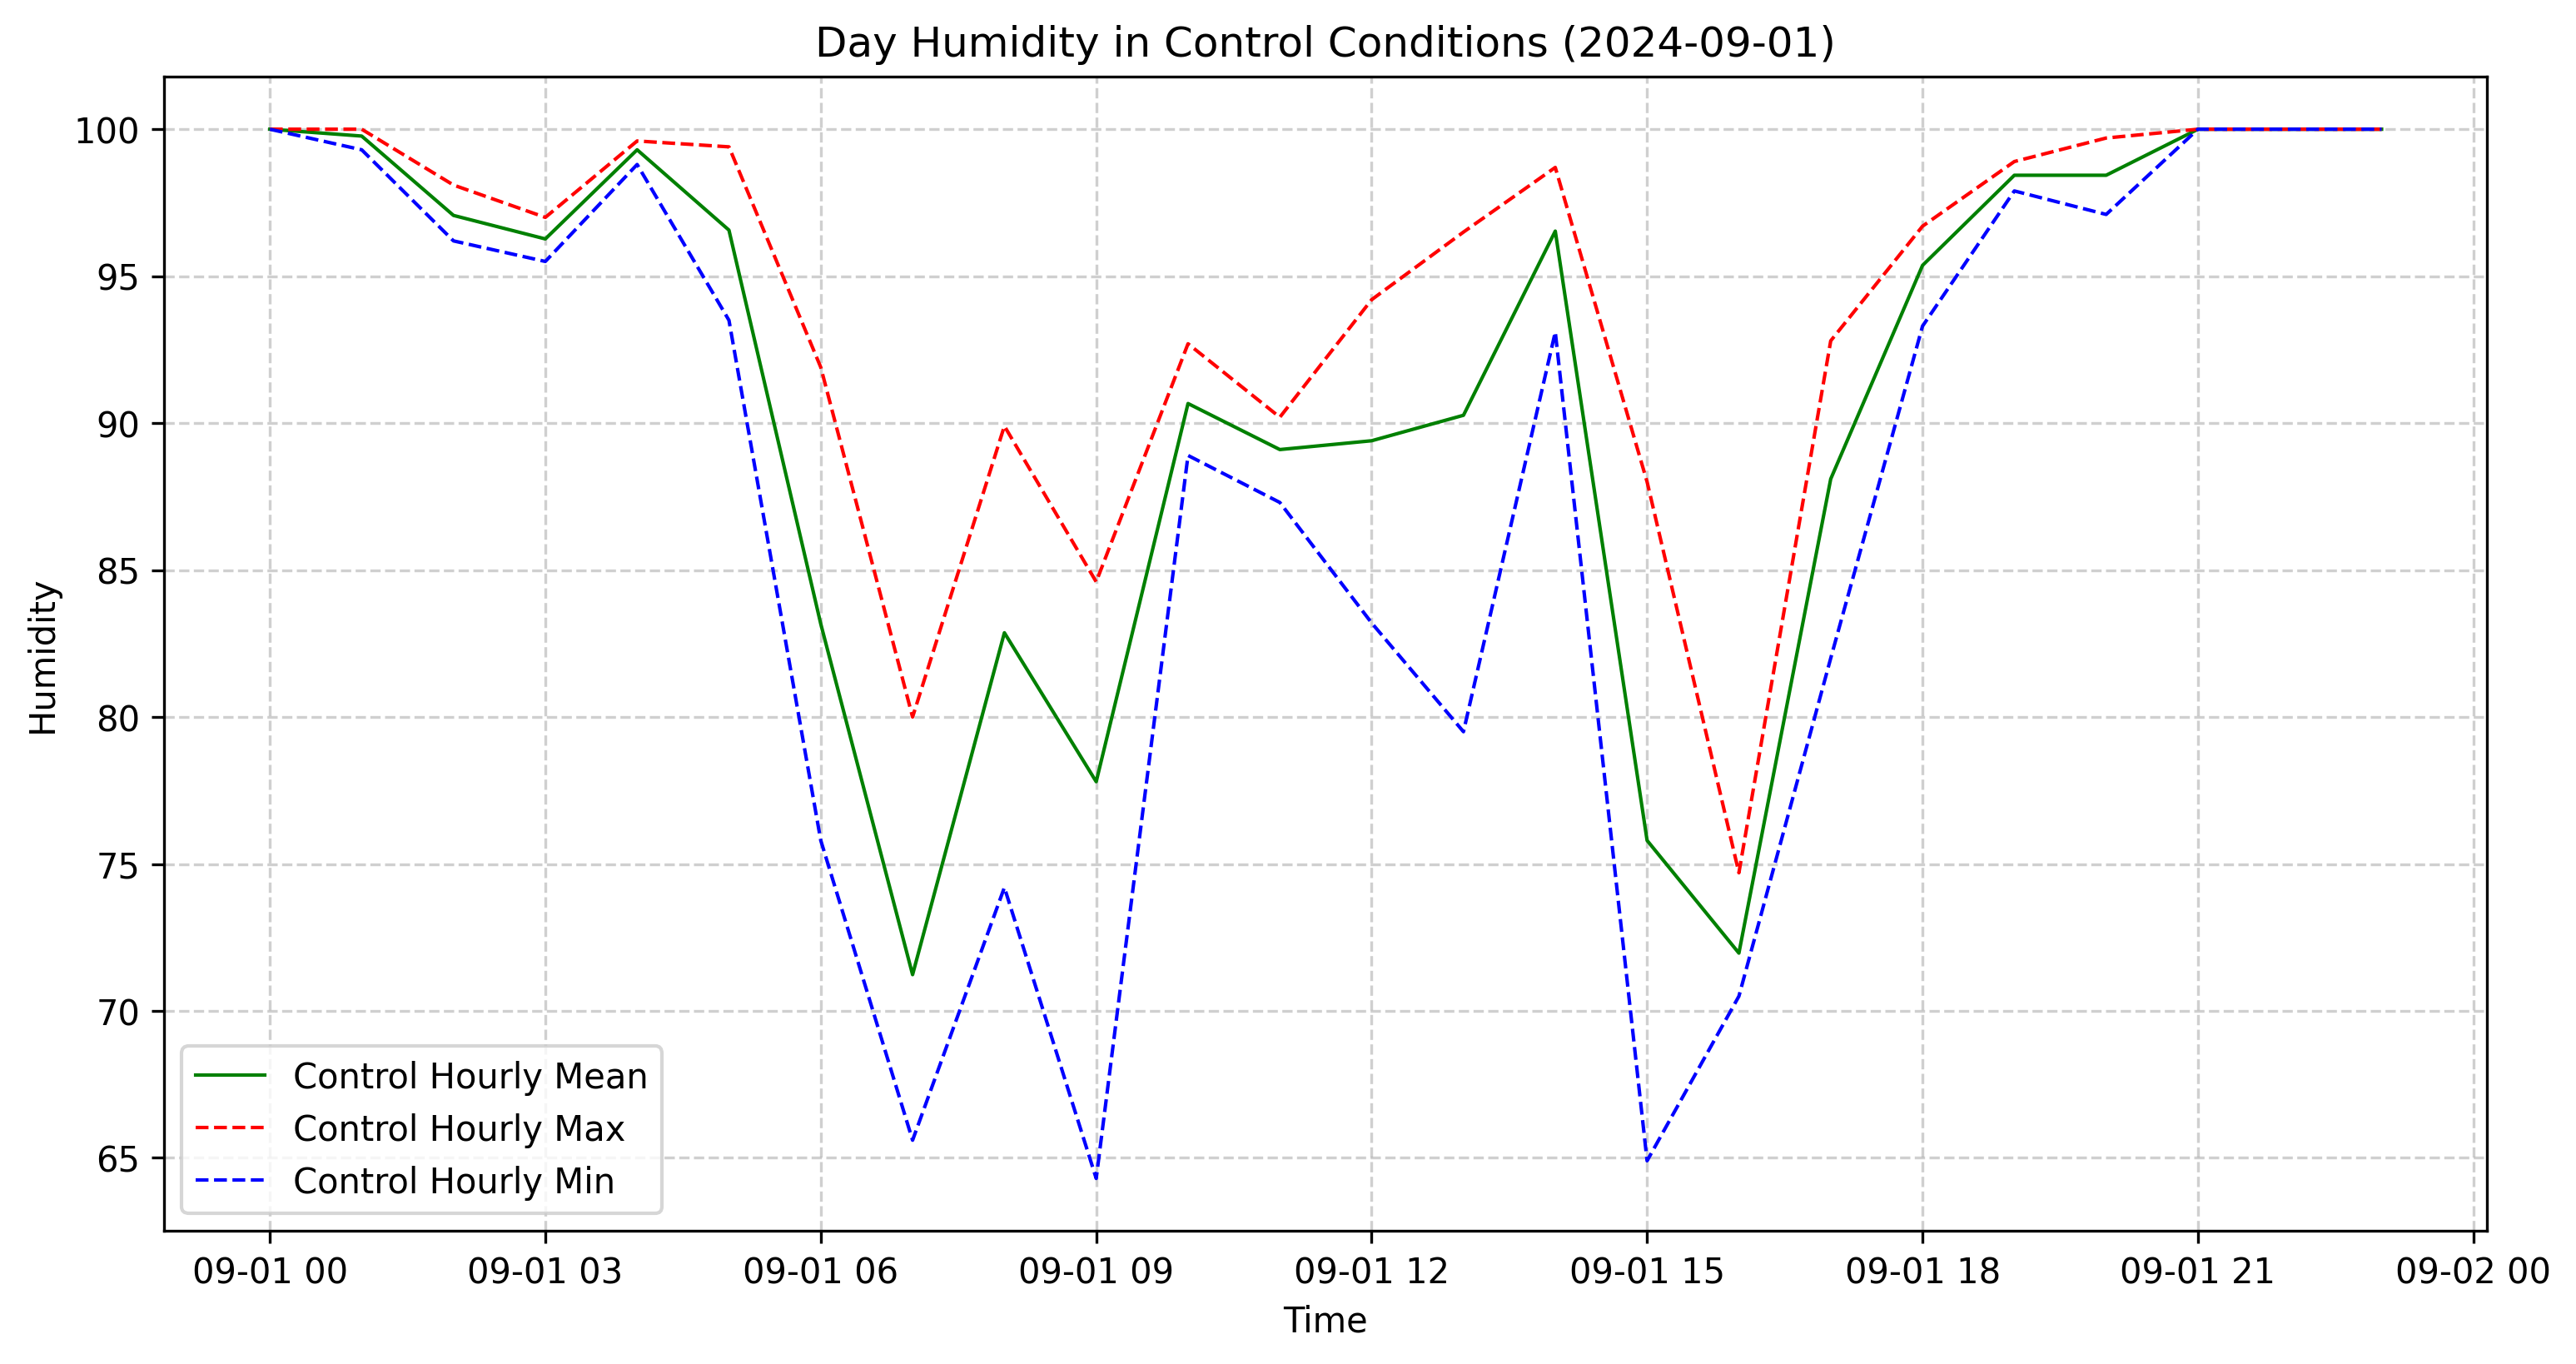 Day Humidity in Control Conditions (2024-09-01)
Humidity
100
95
90
85
80
75
70
65
Control Hourly Mean
Control Hourly Max
Control Hourly Min
09-01 00
09-01 03
09-01 06
09-01 09
09-01 12
09-01 15
09-01 18
09-01 21
09-02 00
Time